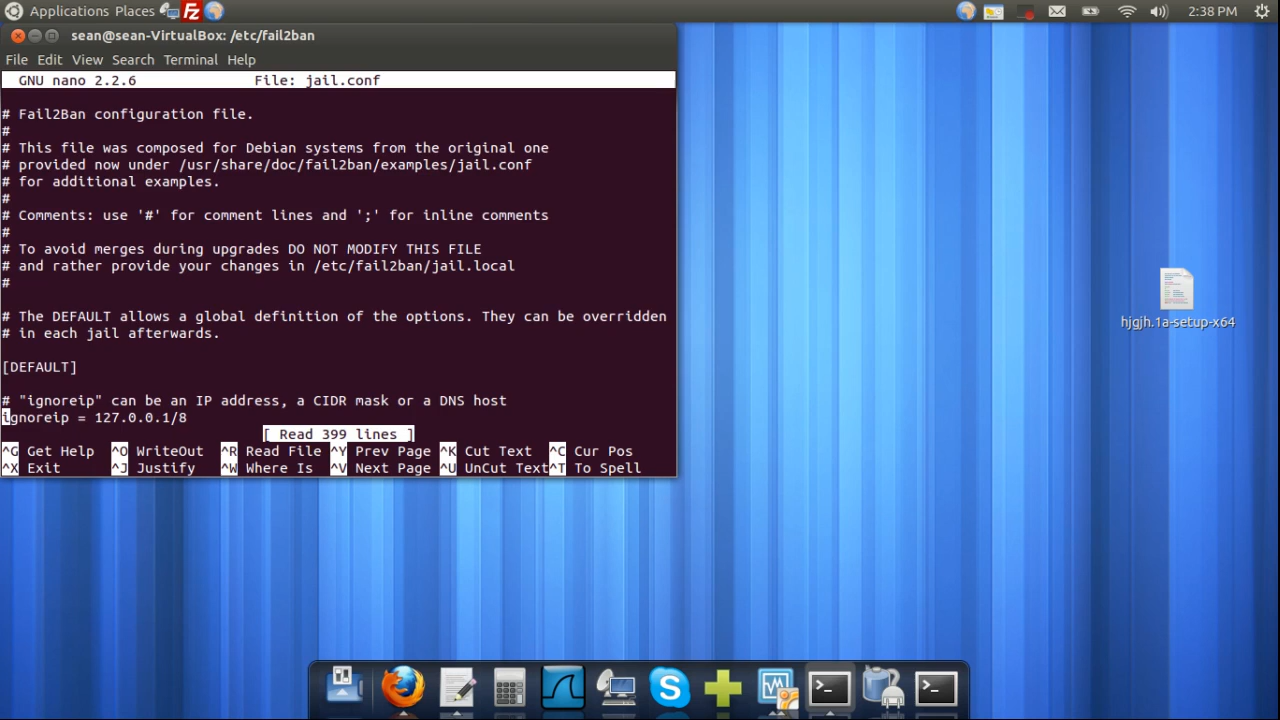 Applications Places 2:38 PM
sean@sean-VirtualBox: /etc/fail2ban
File Edit View Search Terminal Help
GNU nano 2.2.6 File: jail.conf
# Fail2Ban configuration file.
#
# This file was composed for Debian systems from the original one
# provided now under /usr/share/doc/fail2ban/examples/jail.conf
# for additional examples.
#
# Comments: use '#' for comment lines and ';' for inline comments
#
# To avoid merges during upgrades DO NOT MODIFY THIS FILE
# and rather provide your changes in /etc/fail2ban/jail.local
#
# The DEFAULT allows a global definition of the options. They can be overridden
# in each jail afterwards.
[DEFAULT]
# "ignoreip" can be an IP address, a CIDR mask or a DNS host
ignoreip = 127.0.0.1/8
[ Read 399 lines ]
^G Get Help ^O WriteOut ^R Read File ^Y Prev Page ^K Cut Text ^C Cur Pos
^X Exit ^J Justify ^W Where Is ^V Next Page ^U UnCut Text ^T To Spell
hjgjh.1a-setup-x64